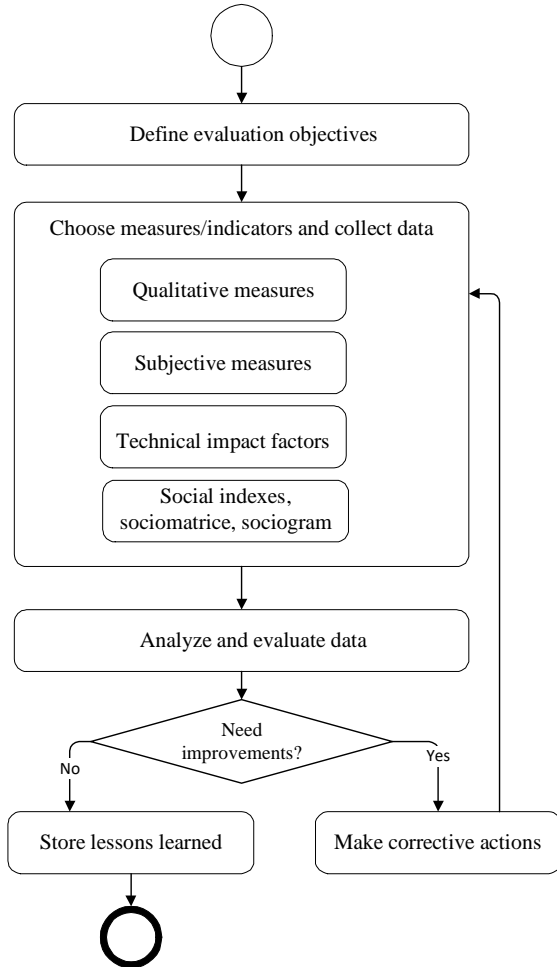 Define evaluation objectives
Choose measures/indicators and collect data
Qualitative measures
Subjective measures
Technical impact factors
Social indexes,
sociomatrice, sociogram
Analyze and evaluate data
Need
improvements?
No
Yes
Store lessons learned
Make corrective actions